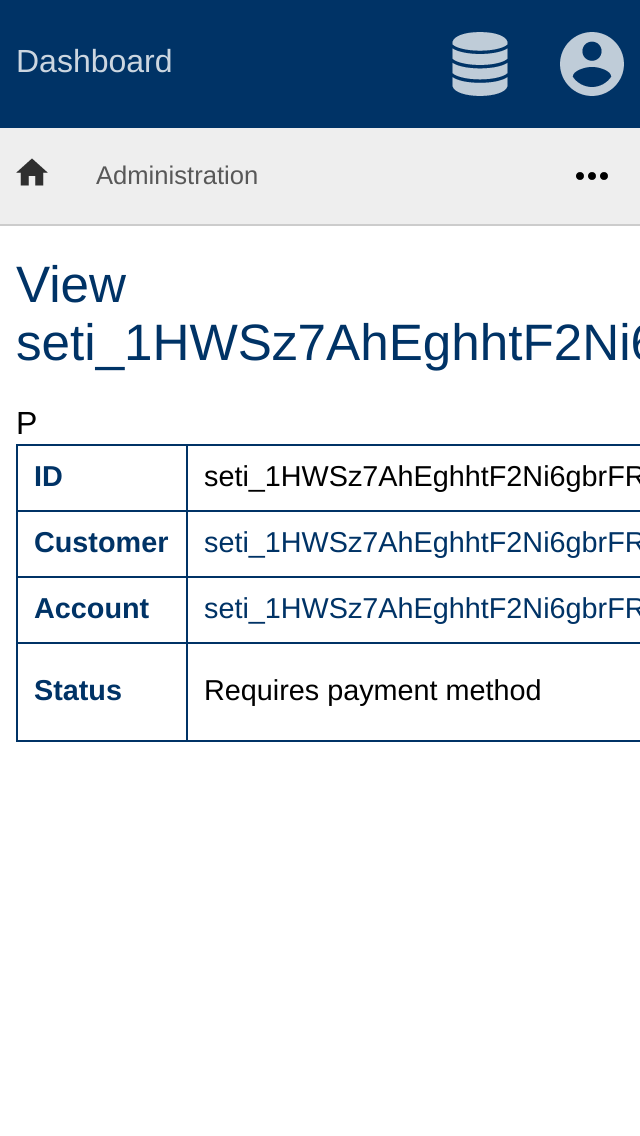 Dashboard
Administration
View
seti_1HWSz7AhEghhtF2Ni6
P
ID seti_1HWSz7AhEghhtF2Ni6gbrFR
Customer seti_1HWSz7AhEghhtF2Ni6gbrFR
Account seti_1HWSz7AhEghhtF2Ni6gbrFR
Status Requires payment method